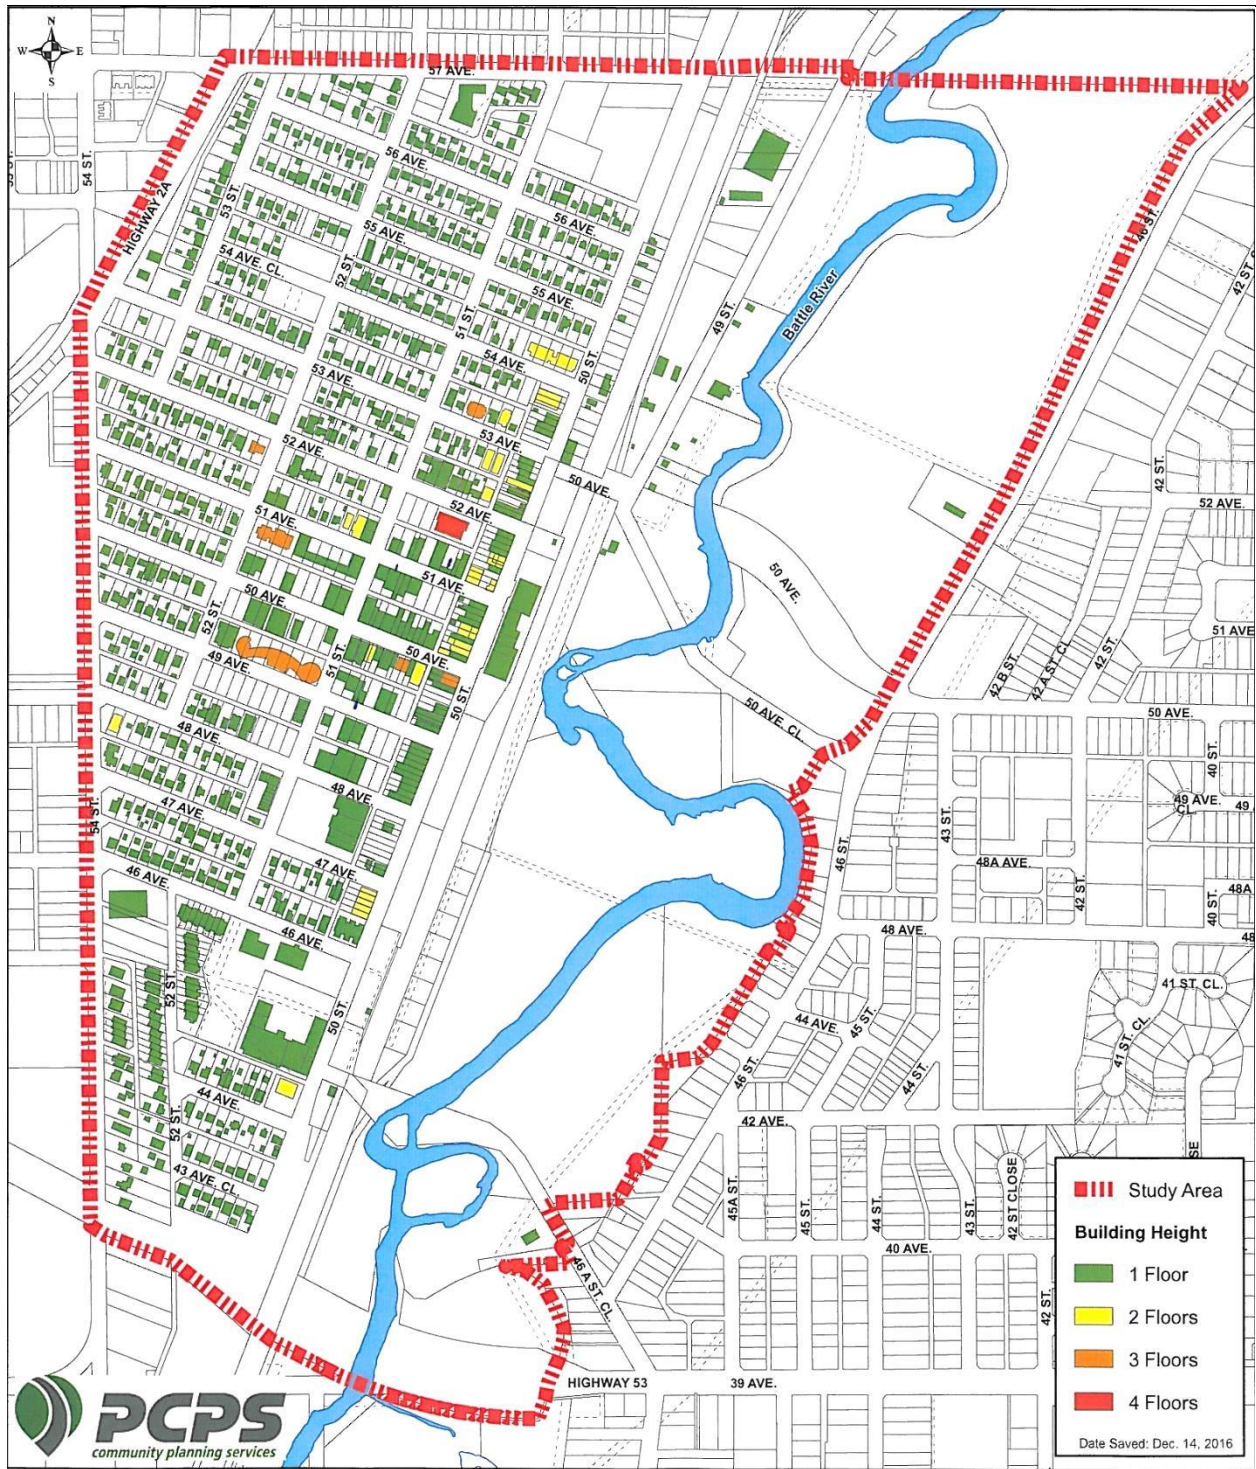 N
W E
S
57 AVE.
54 ST.
HIGHWAY 2A
53 ST.
56 AVE.
56 AVE.
55 AVE.
54 AVE. CL.
52 ST.
55 AVE.
51 ST.
54 AVE.
50 ST.
49 ST.
Battle River
46 ST.
42 ST.
53 AVE.
53 AVE.
52 AVE.
52 AVE.
50 AVE.
42 ST.
52 AVE.
51 AVE.
51 AVE.
50 AVE.
50 AVE.
52 ST.
51 ST.
50 AVE.
49 AVE.
50 ST.
51 AVE
42 B ST.
42 A ST CL
42 ST.
50 AVE. CL.
50 AVE.
40 ST.
48 AVE.
48 AVE.
49 AVE.
CL.
49
54 ST.
47 AVE.
47 AVE.
46 ST.
43 ST.
48A AVE.
42 ST.
48A
40 ST.
46 AVE.
46 AVE.
48 AVE.
48
52 ST.
50 ST.
41 ST. CL.
44 AVE.
45 ST.
41 ST. CL.
46 ST.
44 ST.
44 AVE.
52 ST.
42 AVE.
43 AVE. CL.
45A ST.
45 ST.
44 ST.
43 ST.
42 ST CLOSE
SE
40 AVE.
46 A ST. CL.
42 ST.
HIGHWAY 53
39 AVE.
Study Area
Building Height
1 Floor
2 Floors
3 Floors
4 Floors
Date Saved: Dec. 14, 2016
PCPS
community planning services